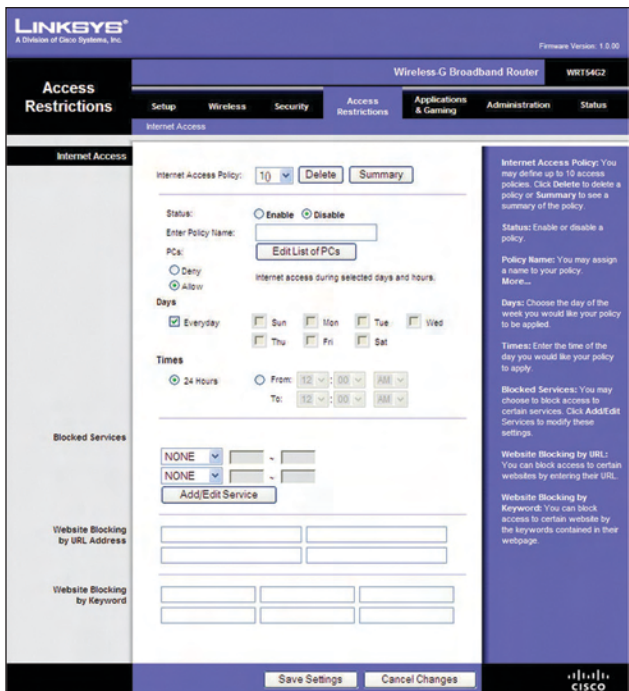 LINKSYS®
A Division of Cisco Systems, Inc.
Firmware Version: 1.0.00
Wireless-G Broadband Router
WRT54G2
Access
Restrictions
Setup
Wireless
Security
Access
Restrictions
Applications
& Gaming
Administration
Status
Internet Access
Internet Access
Internet Access Policy:
1()
Delete
Summary
Status:
Enable
Disable
Enter Policy Name:
PCs:
Edit List of PCs
Deny
Allow
Internet access during selected days and hours.
Days
Everyday
Sun
Mon
Tue
Wed
Thu
Fri
Sat
Times
24 Hours
From: 12 : 00 AM
To: 12 : 00 AM
Blocked Services
NONE ~
NONE ~
Add/Edit Service
Website Blocking
by URL Address
Website Blocking
by Keyword
Internet Access Policy: You
may define up to 10 access
policies. Click Delete to delete a
policy or Summary to see a
summary of the policy.
Status: Enable or disable a
policy.
Policy Name: You may assign
a name to your policy.
More...
Days: Choose the day of the
week you would like your policy
to be applied.
Times: Enter the time of the
day you would like your policy
to apply.
Blocked Services: You may
choose to block access to
certain services. Click Add/Edit
Services to modify these
settings.
Website Blocking by URL:
You can block access to certain
websites by entering their URL.
Website Blocking by
Keyword: You can block
access to certain website by
the keywords contained in their
webpage.
Save Settings
Cancel Changes
CISCO